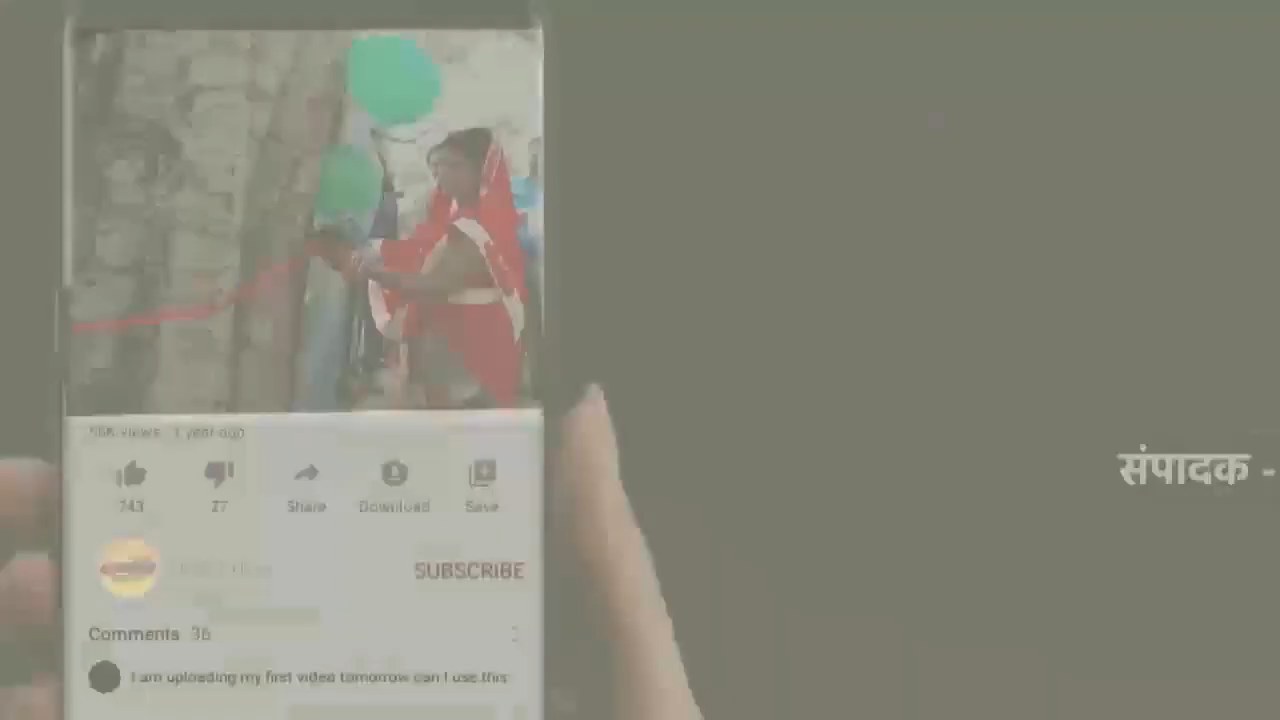 56K views 1 year ago
743 27 Share Download Save
SUBSCRIBE
Comments 36
I am uploading my first video tomorrow can I use this
संपादक -